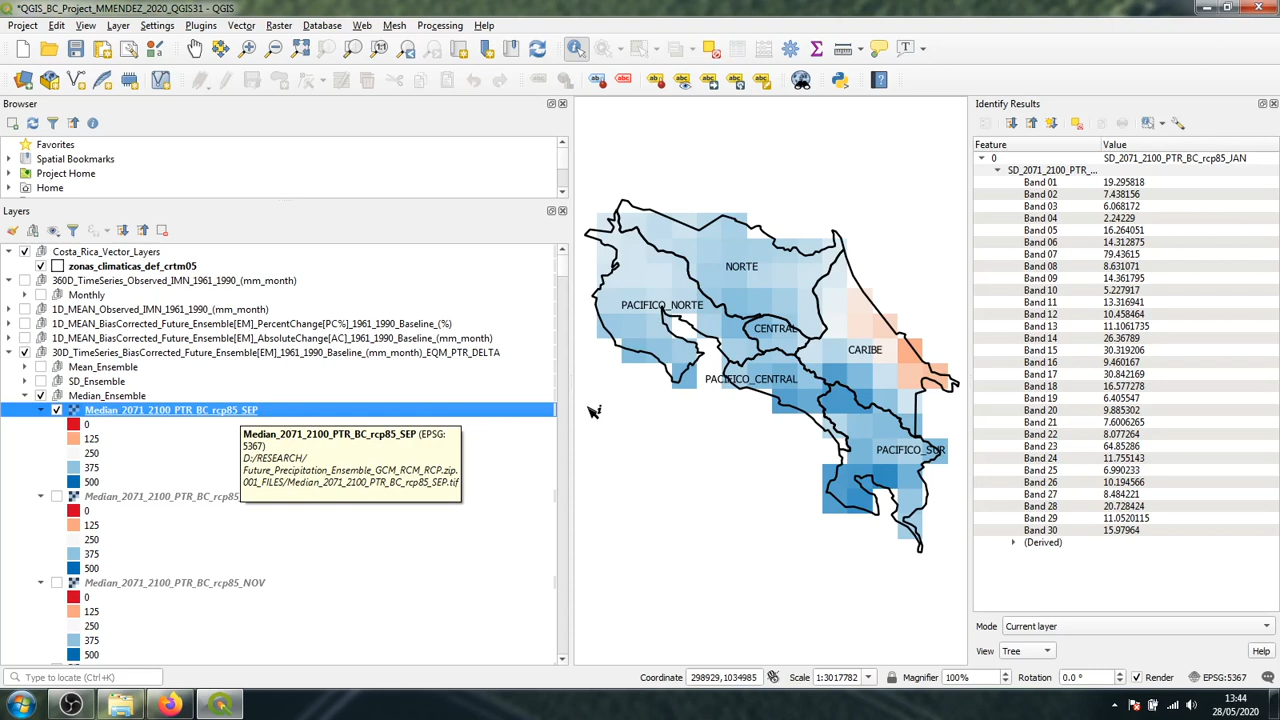 *QGIS_BC_Project_MMENDEZ_2020_QGIS31 - QGIS
Project Edit View Layer Settings Plugins Vector Raster Database Web Mesh Processing Help
Browser
Favorites
Spatial Bookmarks
Project Home
Home
Layers
Costa_Rica_Vector_Layers
zonas_climaticas_def_crtm05
360D_TimeSeries_Observed_IMN_1961_1990_(mm_month)
Monthly
1D_MEAN_Observed_IMN_1961_1990_(mm_month)
1D_MEAN_BiasCorrected_Future_Ensemble[EM]_PercentChange[PC%]_1961_1990_Baseline_(%)
1D_MEAN_BiasCorrected_Future_Ensemble[EM]_AbsoluteChange[AC]_1961_1990_Baseline_(mm_month)
30D_TimeSeries_BiasCorrected_Future_Ensemble[EM]_1961_1990_Baseline_(mm_month)_EQM_PTR_DELTA
Mean_Ensemble
SD_Ensemble
Median_Ensemble
Median_2071_2100_PTR_BC_rcp85_SEP
0
125
250
375
500
Median_2071_2100_PTR_BC_rcp85
0
125
250
375
500
Median_2071_2100_PTR_BC_rcp85_NOV
0
125
250
375
500
Median_2071_2100_PTR_BC_rcp85_SEP (EPSG:
5367)
D:/RESEARCH/
Future_Precipitation_Ensemble_GCM_RCM_RCP.zip.
001_FILES/Median_2071_2100_PTR_BC_rcp85_SEP.tif
NORTE
PACIFICO_NORTE
CENTRAL
CARIBE
PACIFICO_CENTRAL
PACIFICO_SUR
Identify Results
Feature Value
0 SD_2071_2100_PTR_BC_rcp85_JAN
SD_2071_2100_PTR_...
Band 01 19.295818
Band 02 7.438156
Band 03 6.068172
Band 04 2.24229
Band 05 16.264051
Band 06 14.312875
Band 07 79.43615
Band 08 8.631071
Band 09 14.361795
Band 10 5.227917
Band 11 13.316941
Band 12 10.458464
Band 13 11.1061735
Band 14 26.36789
Band 15 30.319206
Band 16 9.460167
Band 17 30.842169
Band 18 16.577278
Band 19 6.405547
Band 20 9.885302
Band 21 7.6006265
Band 22 8.077264
Band 23 64.85286
Band 24 11.755143
Band 25 6.990233
Band 26 10.194566
Band 27 8.484221
Band 28 20.728424
Band 29 11.0520115
Band 30 15.97964
(Derived)
Mode Current layer
View Tree Help
Type to locate (Ctrl+K) Coordinate 298929,1034985 Scale 1:3017782 Magnifier 100% Rotation 0.0 ° Render EPSG:5367
13:44
28/05/2020